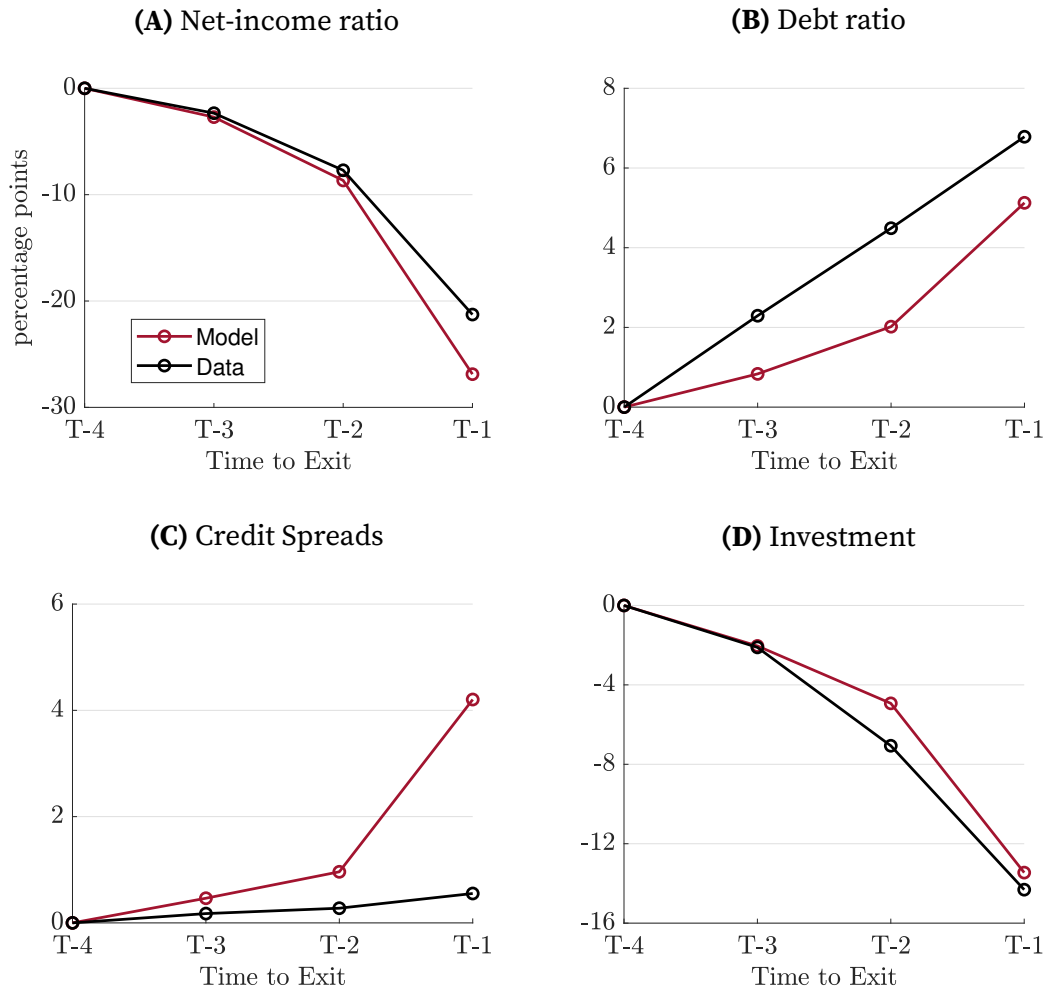 (A) Net-income ratio
percentage points
0
-10
-20
-30
Model
Data
T-4 T-3 T-2 T-1
Time to Exit
(B) Debt ratio
8
6
4
2
0
T-4 T-3 T-2 T-1
Time to Exit
(C) Credit Spreads
6
4
2
0
T-4 T-3 T-2 T-1
Time to Exit
(D) Investment
0
-4
-8
-12
-16
T-4 T-3 T-2 T-1
Time to Exit